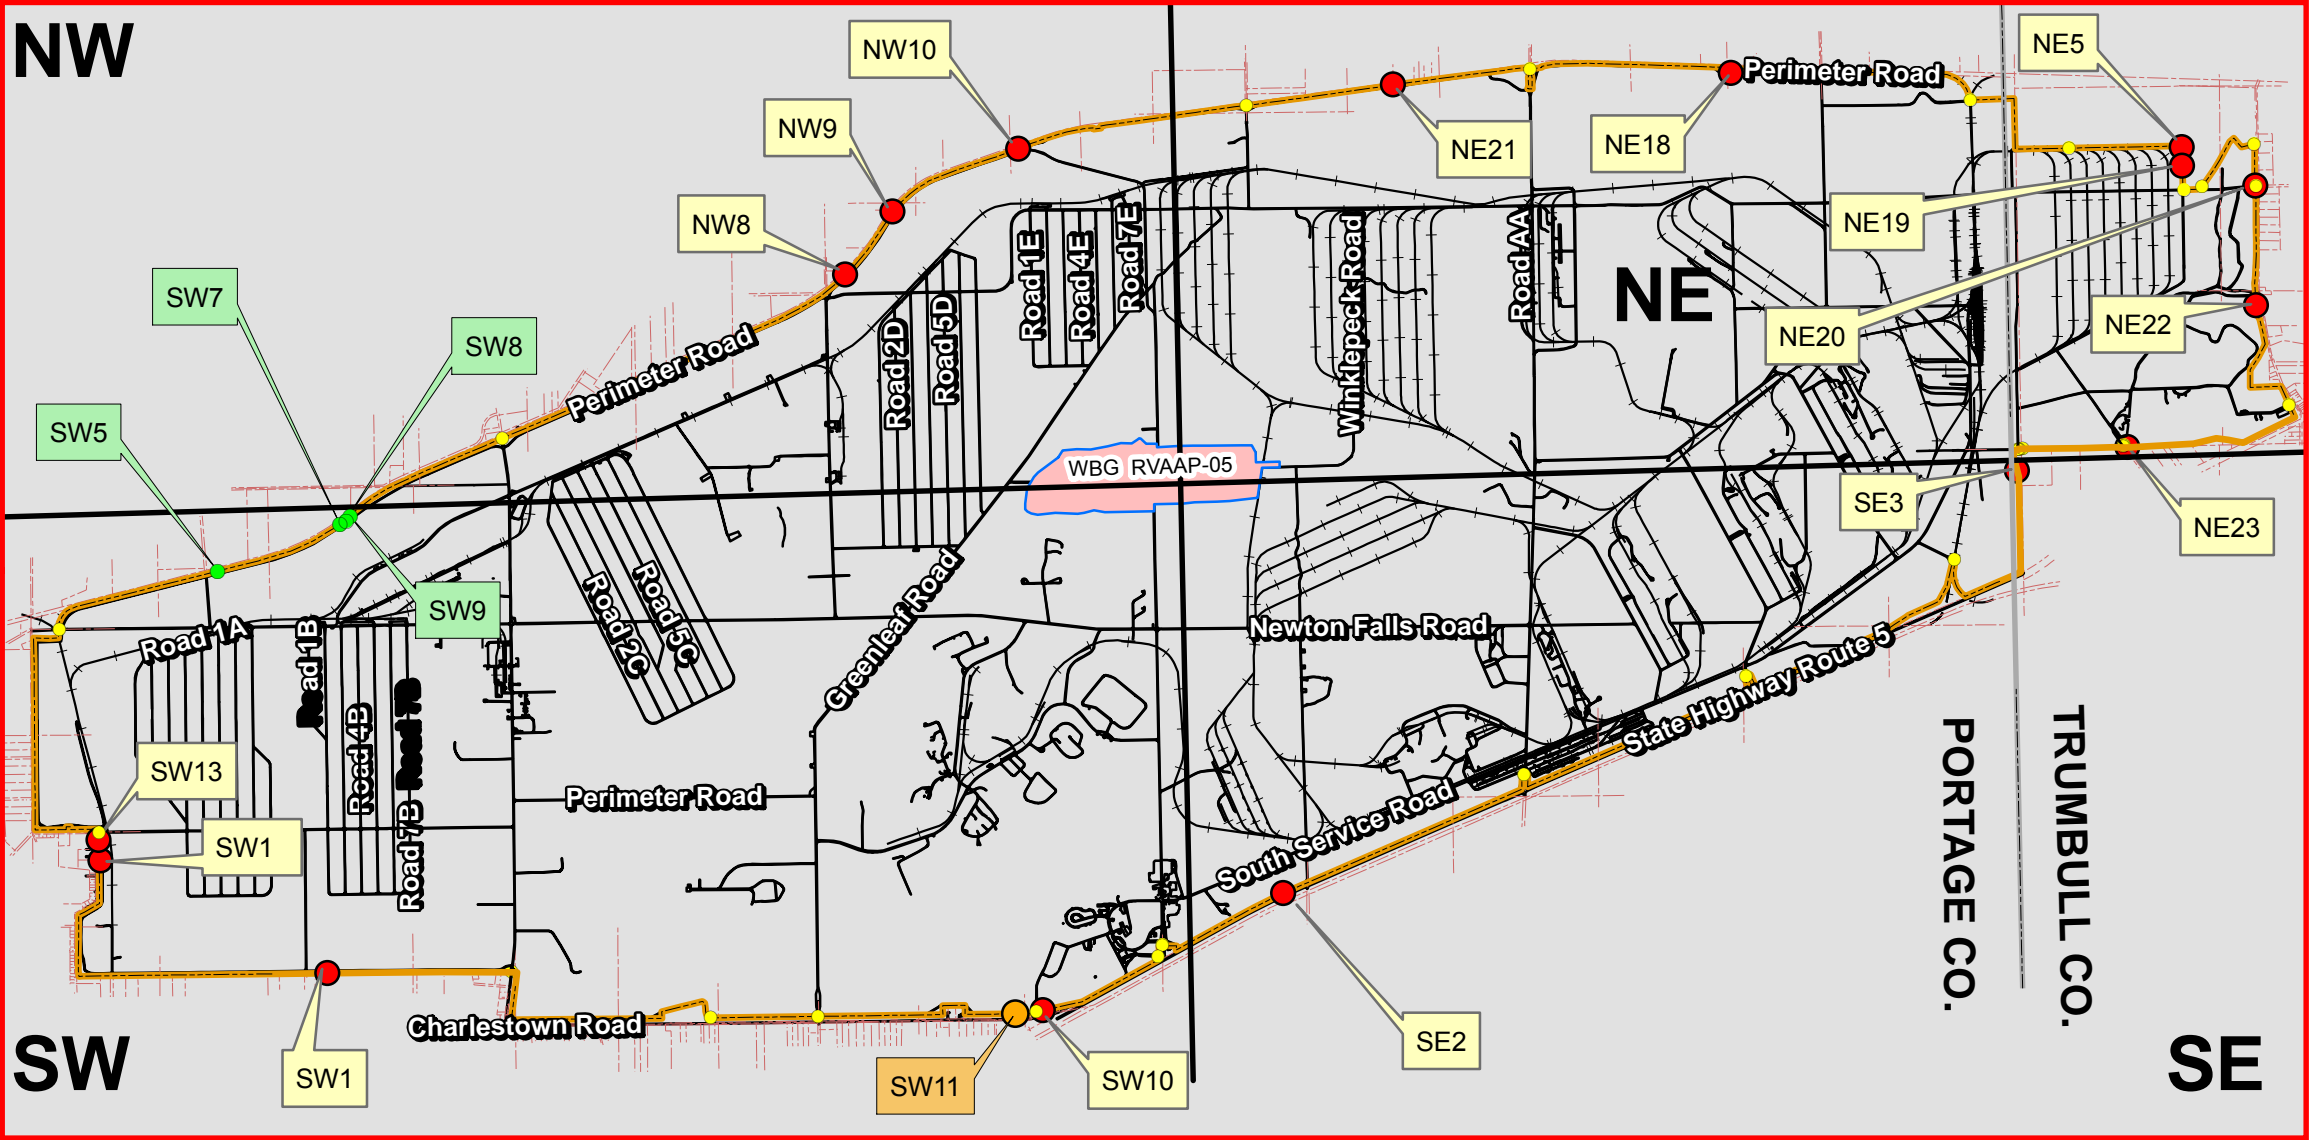 NW
NW10
NE5
Perimeter Road
NW9
NE21
NE18
NW8
NE19
Road 1E
Road 4E
Road 7E
Winklepeck Road
Road AA
NE
SW7
SW8
NE20
NE22
Perimeter Road
Road 2D
Road 5D
SW5
WBG RVAAP-05
SE3
NE23
SW9
Road 1A
Road 1B
Road 2C
Road 5C
Greenleaf Road
Newton Falls Road
State Highway Route 5
SW13
Road 4B
Road 7B
Perimeter Road
SW1
Road 7B
South Service Road
PORTAGE CO.
TRUMBULL CO.
Charlestown Road
SW
SW1
SW11
SW10
SE2
SE